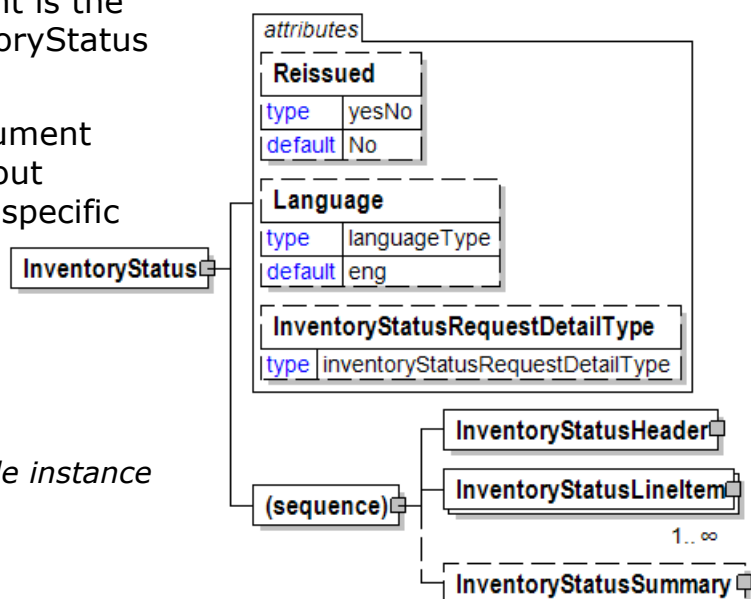 nt is the
oryStatus
ument
out
specific
le instance
InventoryStatus
attributes
Reissued
type yesNo
default No
Language
type languageType
default eng
InventoryStatusRequestDetailType
type inventoryStatusRequestDetailType
(sequence)
InventoryStatusHeader
InventoryStatusLineItem
1..∞
InventoryStatusSummary